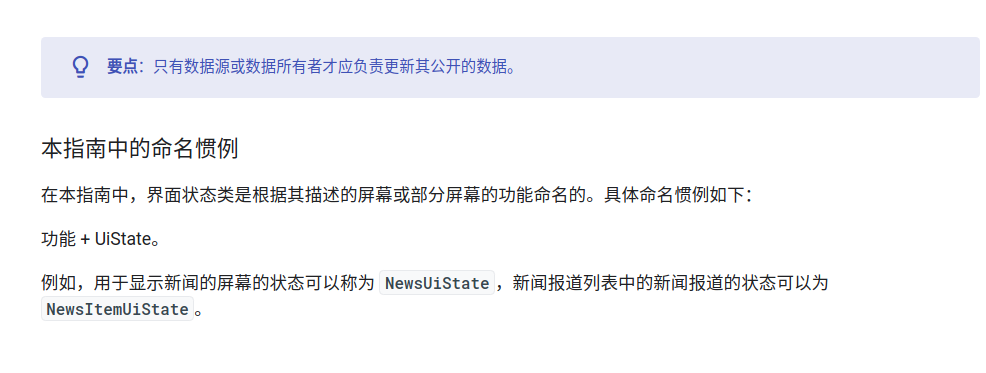 要点：只有数据源或数据所有者才应负责更新其公开的数据。
本指南中的命名惯例
在本指南中，界面状态类是根据其描述的屏幕或部分屏幕的功能命名的。具体命名惯例如下：
功能 + UiState。
例如，用于显示新闻的屏幕的状态可以称为 NewsUiState，新闻报道列表中的新闻报道的状态可以为
NewsItemUiState。